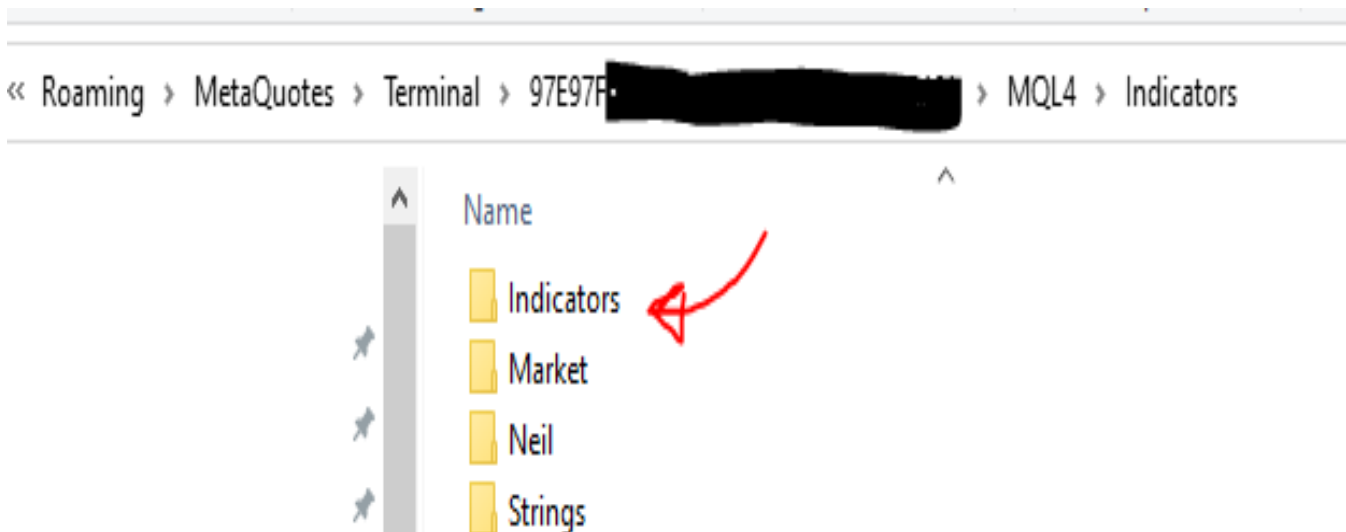 « Roaming > MetaQuotes > Terminal > 97E97F > MQL4 > Indicators
Name
Indicators
Market
Neil
Strings